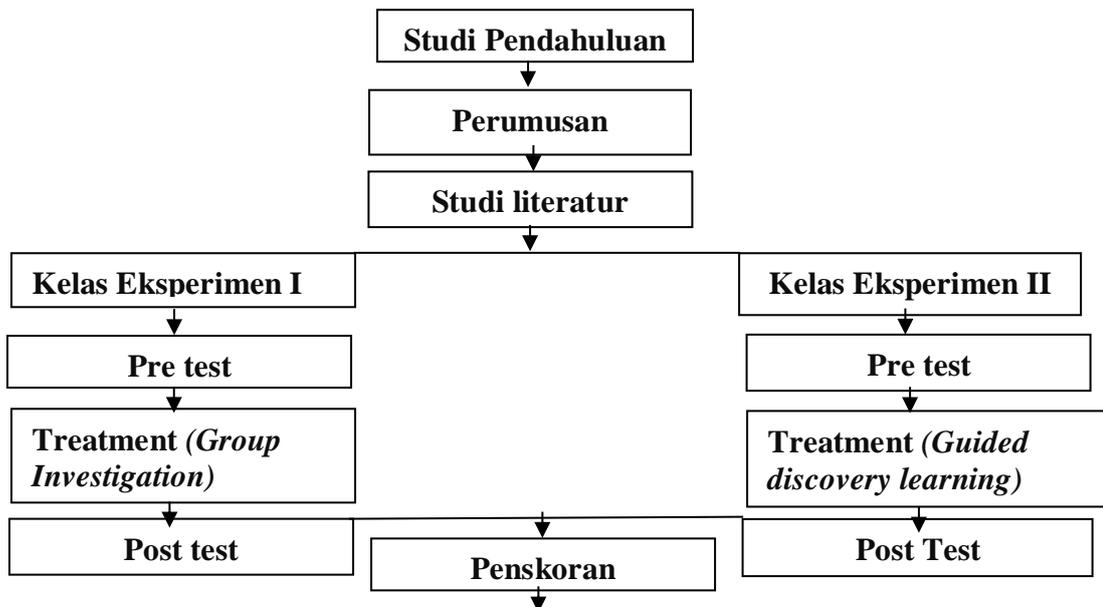 Studi Pendahuluan
Perumusan
Studi literatur
Kelas Eksperimen I
Kelas Eksperimen II
Pre test
Pre test
Treatment (Group
Investigation)
Treatment (Guided
discovery learning)
Post test
Post Test
Penskoran